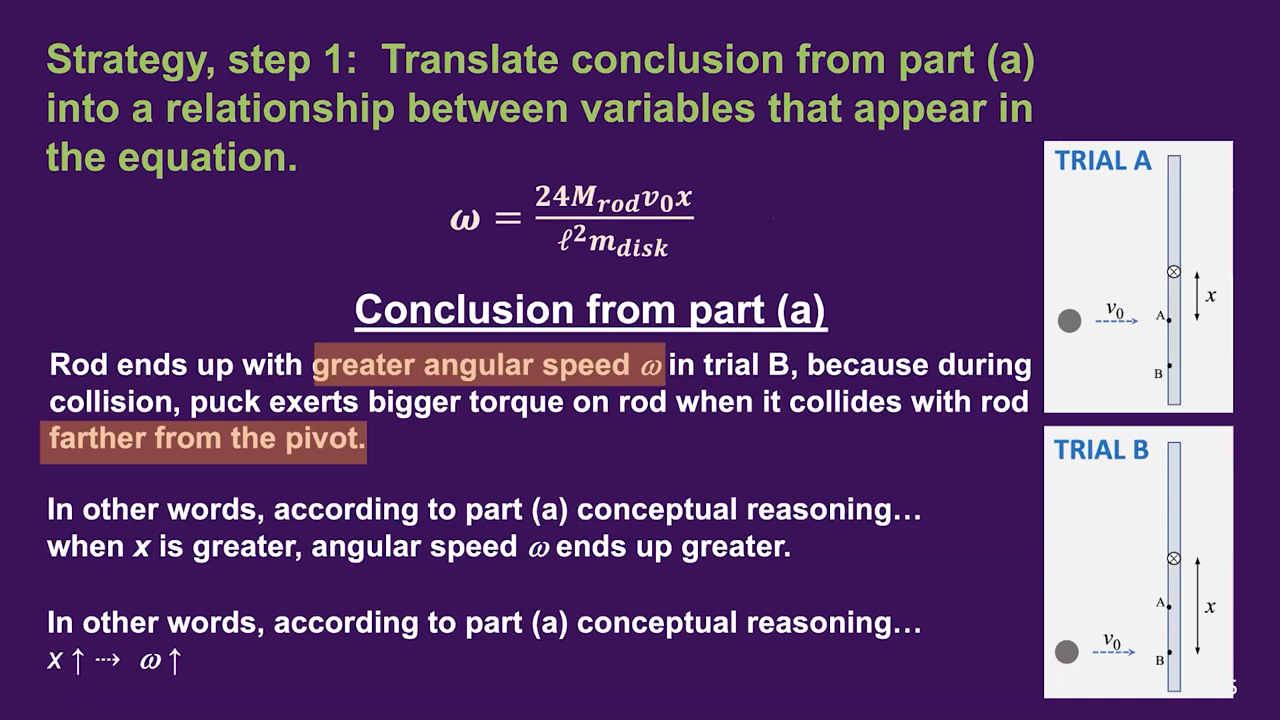 Strategy, step 1:  Translate conclusion from part (a)
into a relationship between variables that appear in
the equation.
ω = 24M_rod v_0 x / ℓ^2 m_disk
Conclusion from part (a)
Rod ends up with greater angular speed ω in trial B, because during
collision, puck exerts bigger torque on rod when it collides with rod
farther from the pivot.
In other words, according to part (a) conceptual reasoning…
when x is greater, angular speed ω ends up greater.
In other words, according to part (a) conceptual reasoning…
x ↑ ⇢ ω ↑
TRIAL A
x
v_0
A
B
TRIAL B
A
x
v_0
B
5